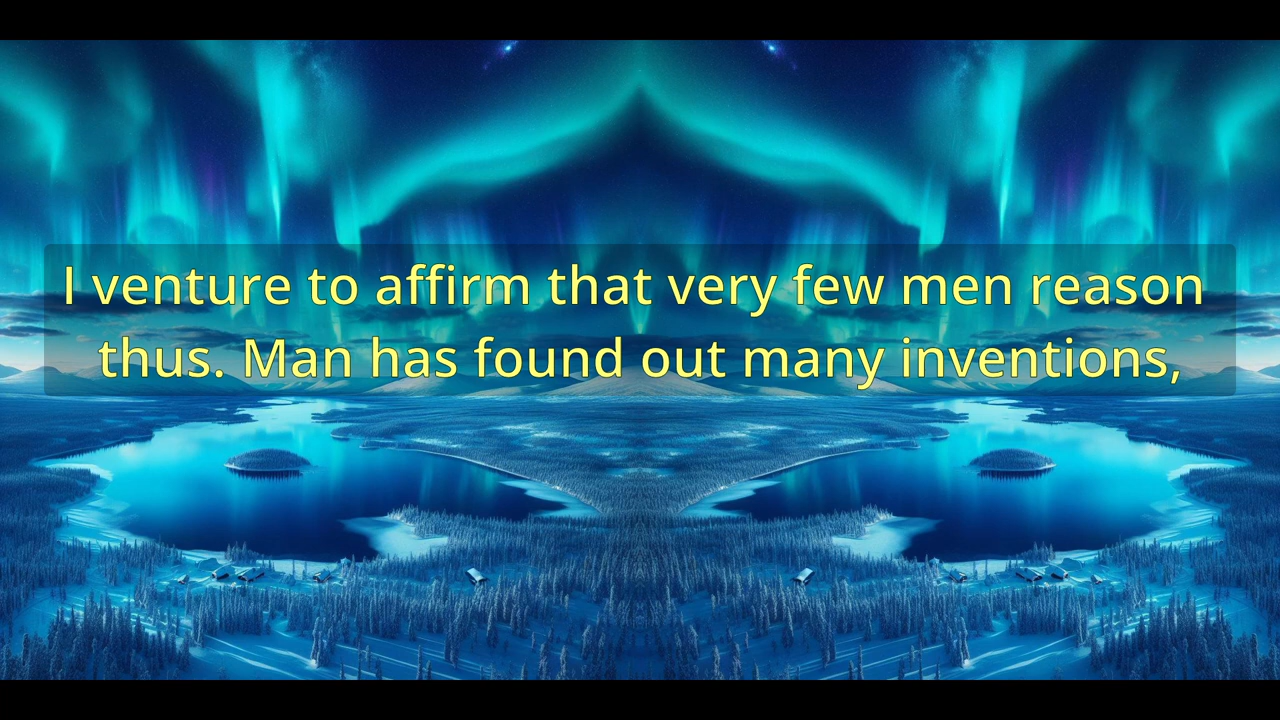 I venture to affirm that very few men reason
thus. Man has found out many inventions,